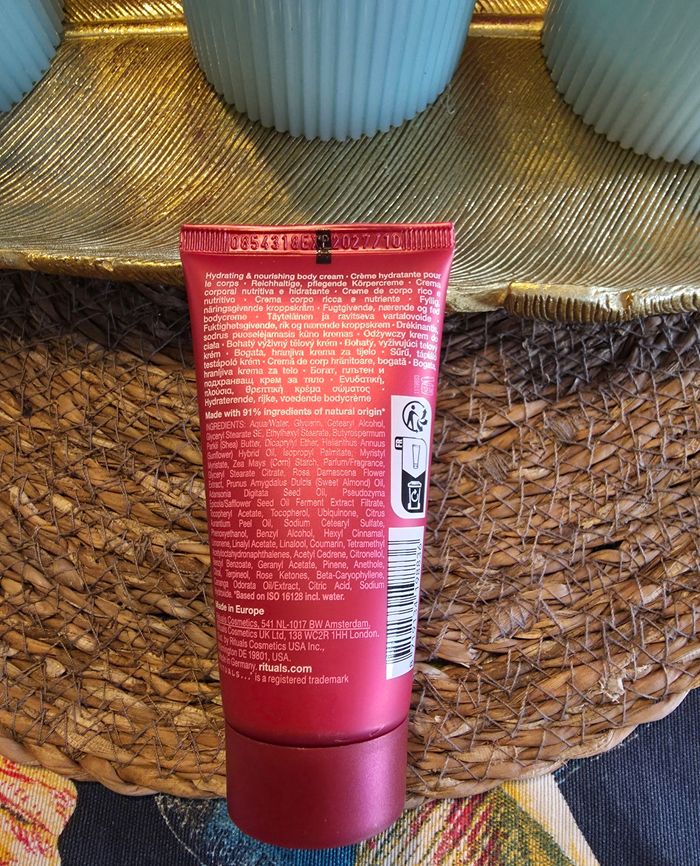 0854318 EXP 2027/10
Hydrating & nourishing body cream • Crème hydratante pour
le corps • Reichhaltige, pflegende Körpercreme • Crema
corporal nutritiva e hidratante • Creme de corpo rico e
nutritivo • Crema corpo ricca e nutriente • Fyllig,
näringsgivande kroppskräm • Fugtgivende, nærende og fed
bodycreme • Täyteläinen ja ravitseva vartalovoide •
Fuktighetsgivende, rik og nærende kroppskrem • Drėkinantis,
sodrus puoselėjamasis kūno kremas • Odżywczy krem do
ciała • Bohatý výživný tělový krém • Bohatý, vyživujúci telový
krém • Bogata, hranjiva krema za tijelo • Sűrű, tápláló
testápoló krém • Cremă de corp hrănitoare, bogată • Bogata,
hranljiva krema za telo • Богат, плътен и
подхранващ крем за тяло • Ενυδατική,
πλούσια, θρεπτική κρέμα σώματος •
Hydraterende, rijke, voedende bodycrème
Made with 91% ingredients of natural origin*
INGREDIENTS: Aqua/Water, Glycerin, Cetearyl Alcohol,
Glyceryl Stearate SE, Ethylhexyl Stearate, Butyrospermum
Parkii (Shea) Butter, Dicaprylyl Ether, Helianthus Annuus
(Sunflower) Hybrid Oil, Isopropyl Palmitate, Myristyl
Myristate, Zea Mays (Corn) Starch, Parfum/Fragrance,
Glyceryl Stearate Citrate, Rosa Damascena Flower
Extract, Prunus Amygdalus Dulcis (Sweet Almond) Oil,
Adansonia Digitata Seed Oil, Pseudozyma
Epicola/Safflower Seed Oil Ferment Extract Filtrate,
Tocopheryl Acetate, Tocopherol, Ubiquinone, Citrus
Aurantium Peel Oil, Sodium Cetearyl Sulfate,
Phenoxyethanol, Benzyl Alcohol, Hexyl Cinnamal,
Limonene, Linalyl Acetate, Linalool, Coumarin, Tetramethyl
Acetyloctahydronaphthalenes, Acetyl Cedrene, Citronellol,
Benzyl Benzoate, Geranyl Acetate, Pinene, Anethole,
Terpineol, Rose Ketones, Beta-Caryophyllene,
Cananga Odorata Oil/Extract, Citric Acid, Sodium
Hydroxide. *Based on ISO 16128 incl. water.
Made in Europe
Rituals Cosmetics, 541 NL-1017 BW Amsterdam.
Rituals Cosmetics UK Ltd, 138 WC2R 1HH London.
by Rituals Cosmetics USA Inc.,
DE 19801, USA.
in Germany. rituals.com
is a registered trademark
FR